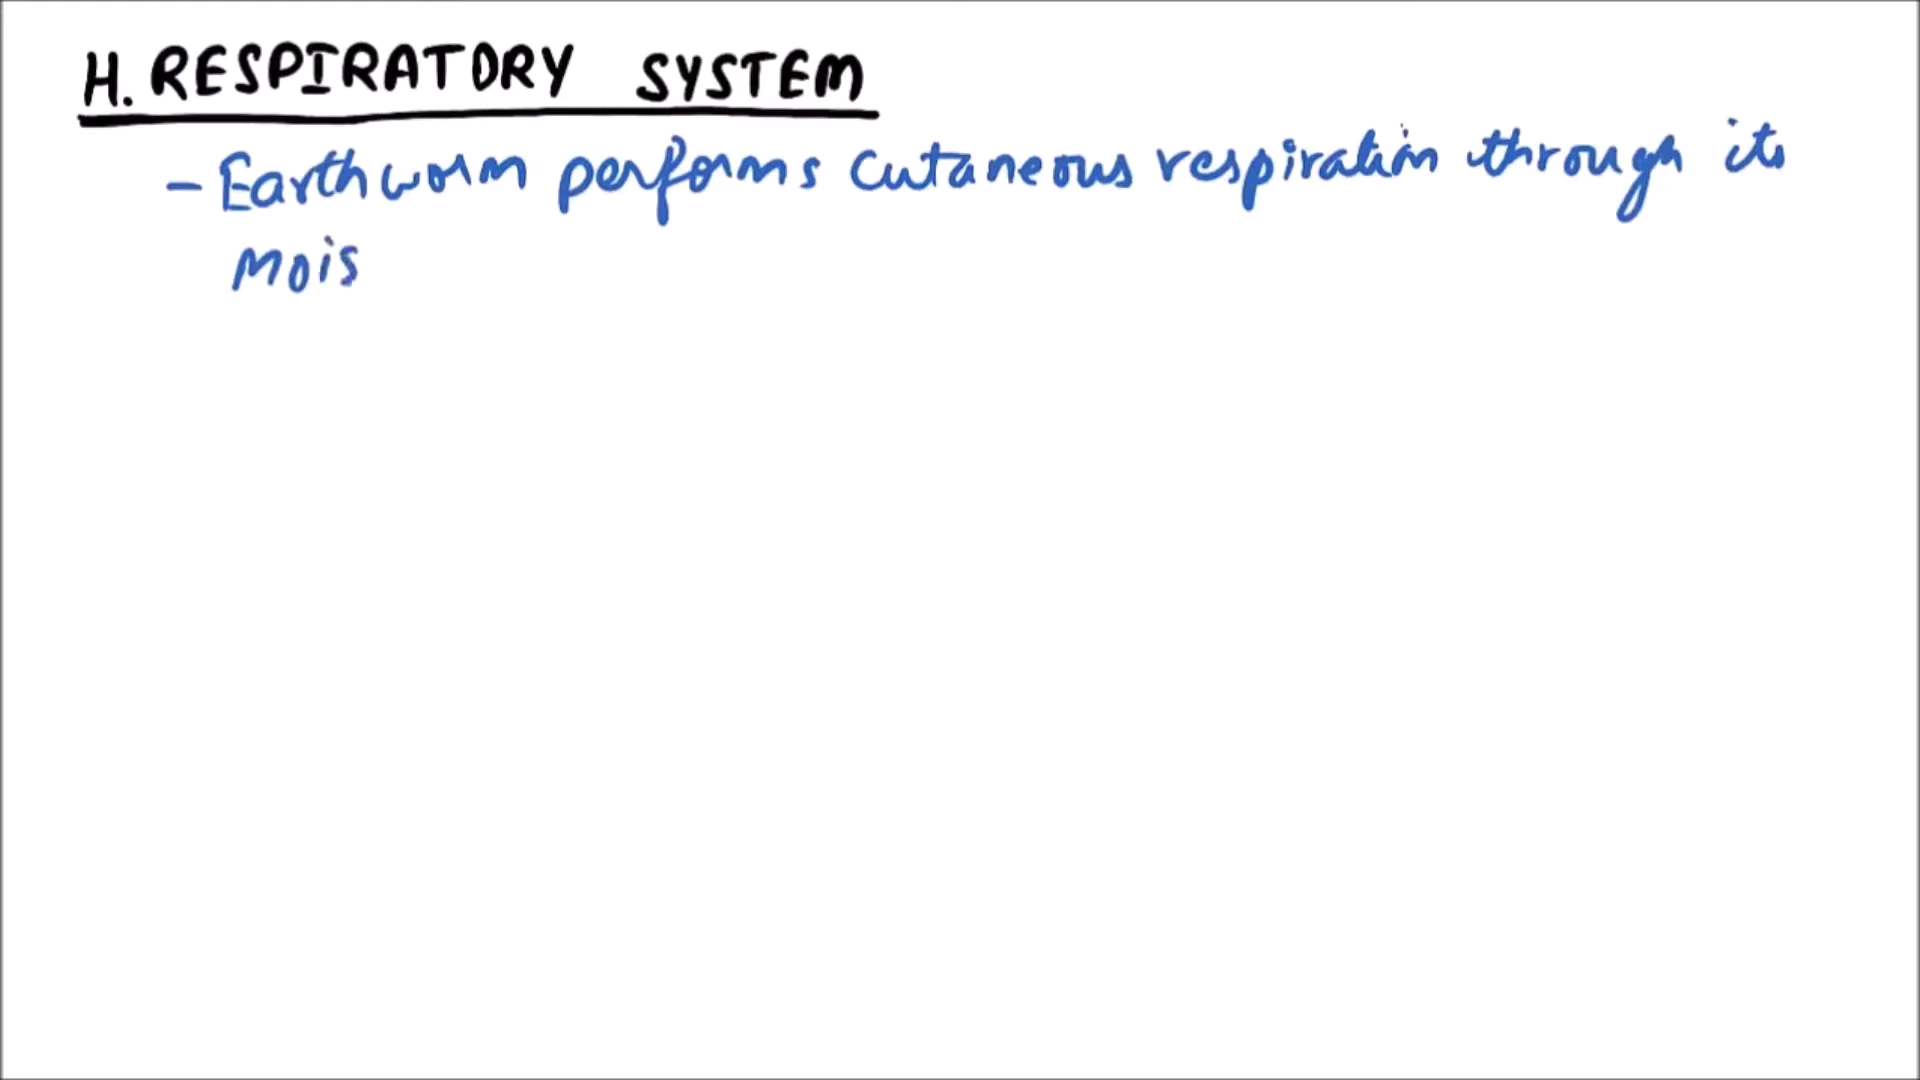 H. RESPIRATORY SYSTEM
- Earthworm performs cutaneous respiration through its
mois